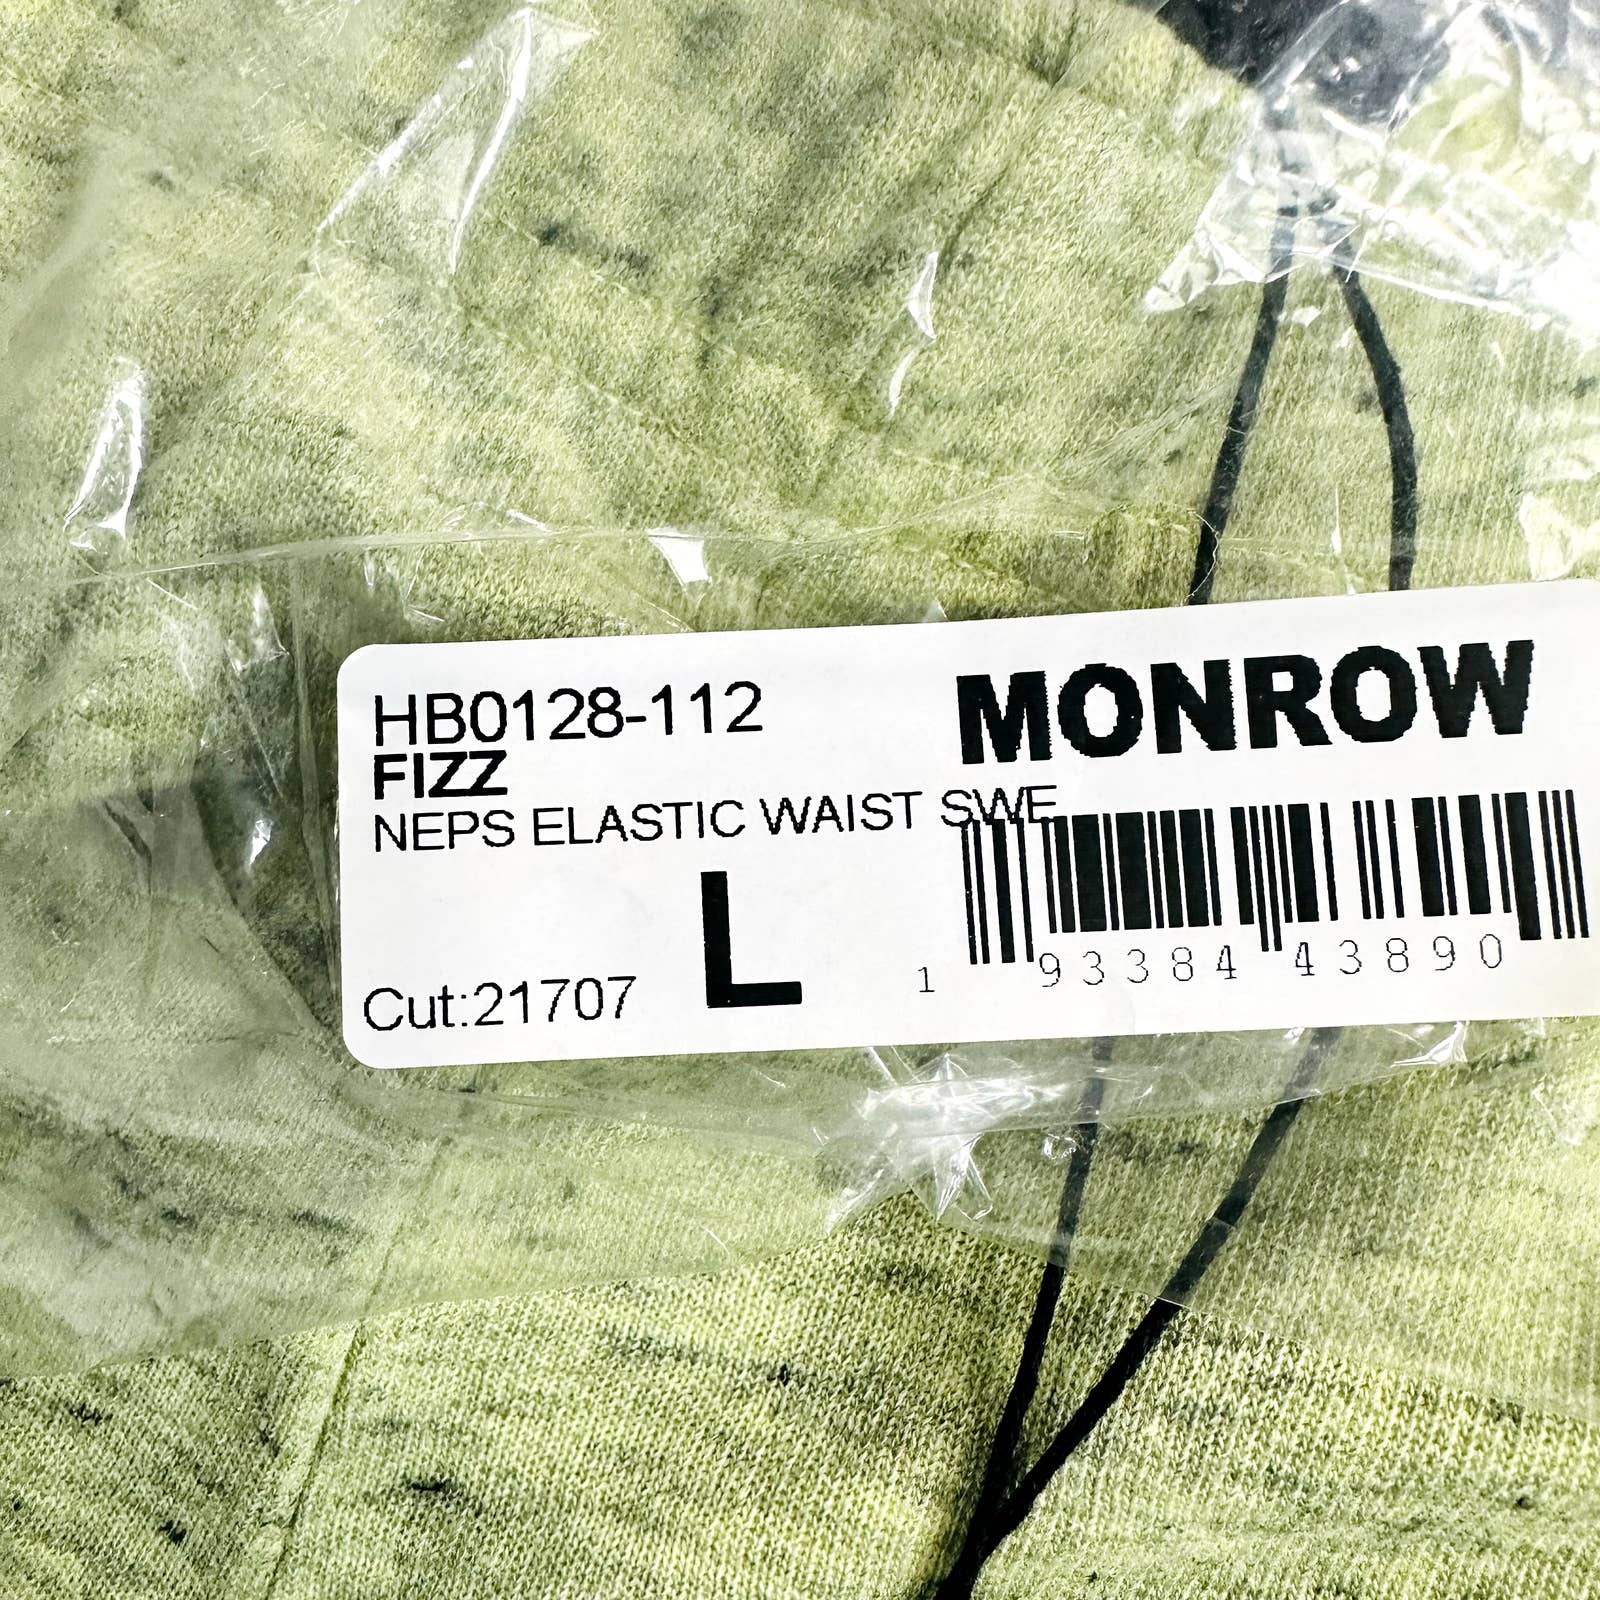 HB0128-112
MONROW
FIZZ
NEPS ELASTIC WAIST SWE
L
Cut:21707
1 93384 43890